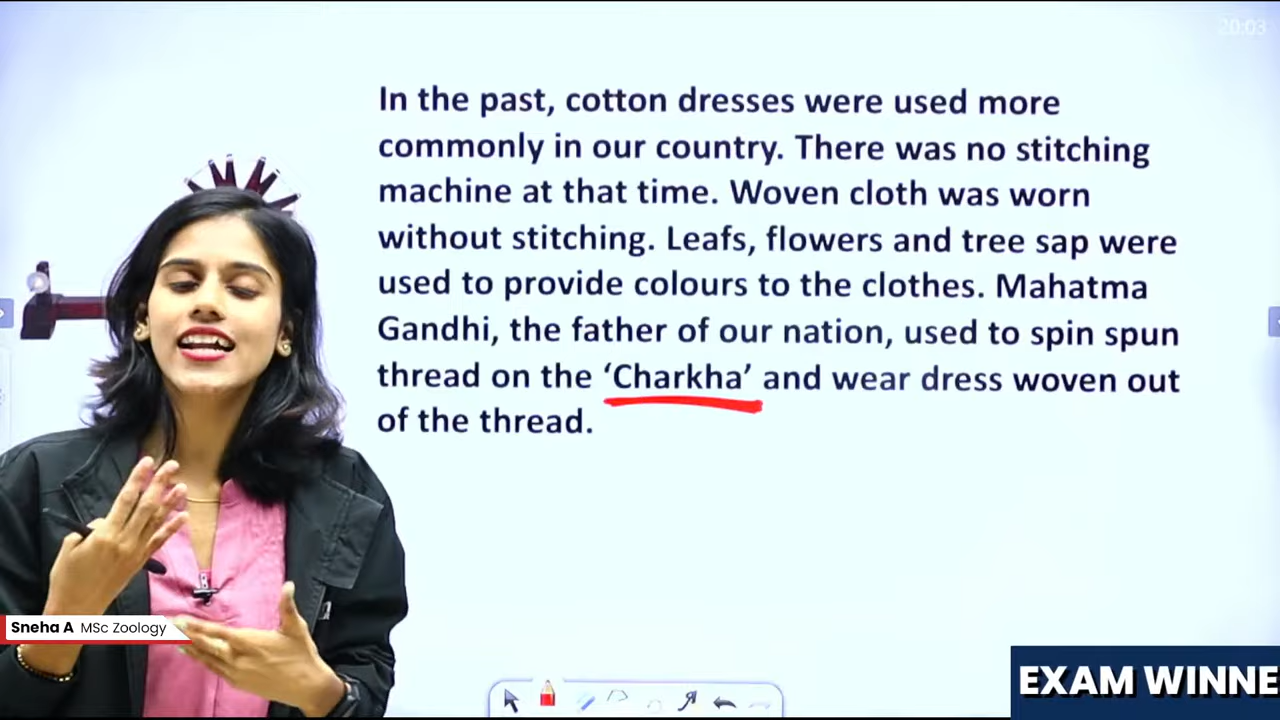 20:03
In the past, cotton dresses were used more
commonly in our country. There was no stitching
machine at that time. Woven cloth was worn
without stitching. Leafs, flowers and tree sap were
used to provide colours to the clothes. Mahatma
Gandhi, the father of our nation, used to spin spun
thread on the ‘Charkha’ and wear dress woven out
of the thread.
Sneha A MSc Zoology
EXAM WINNE